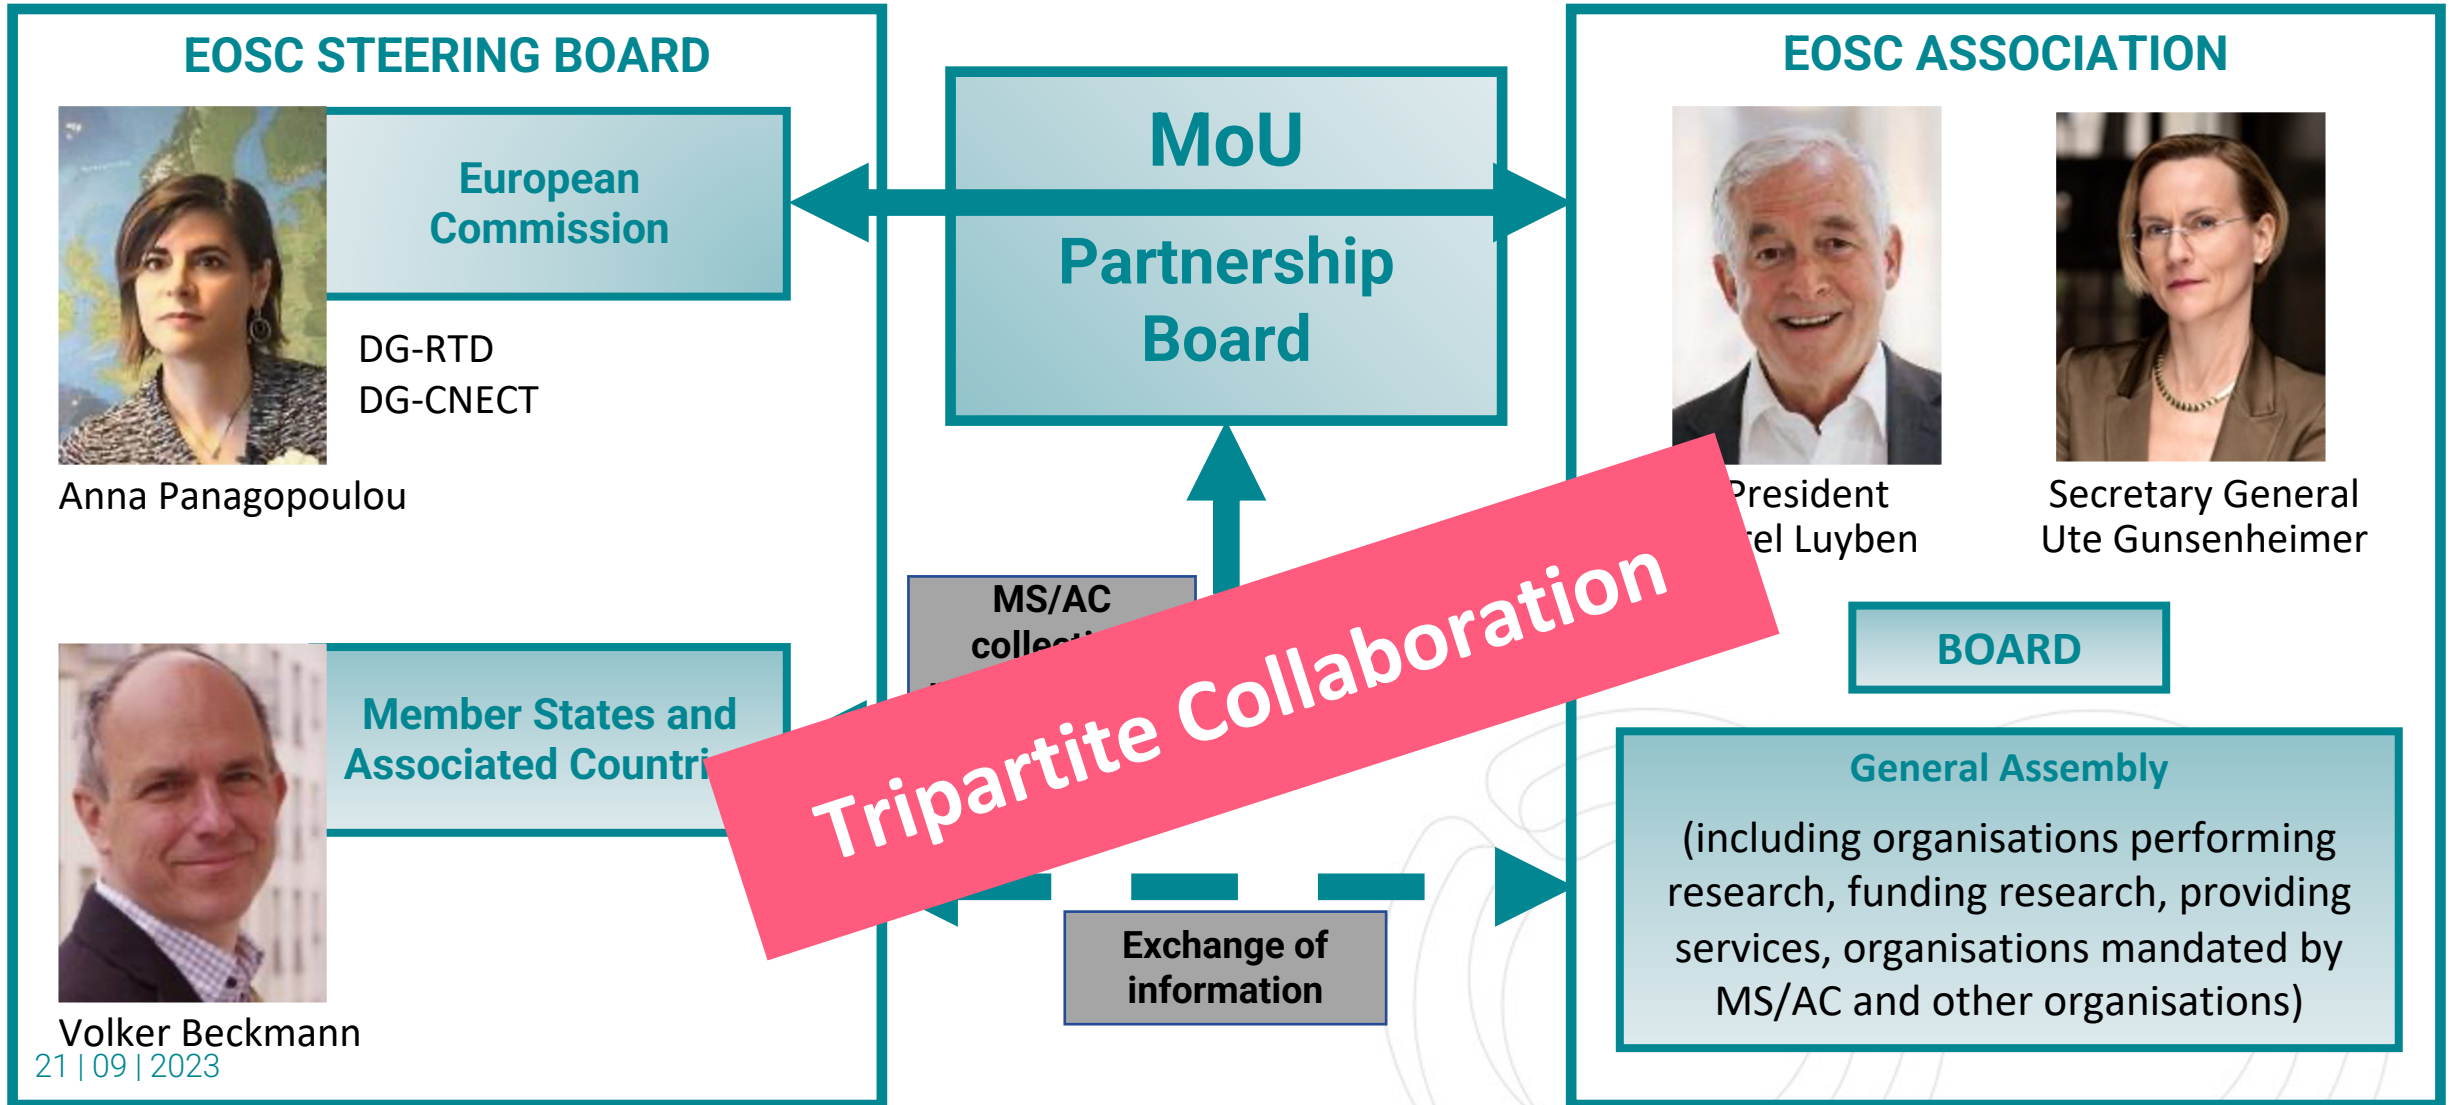 EOSC STEERING BOARD
European
Commission
DG-RTD
DG-CNECT
Anna Panagopoulou
Member States and
Associated
Volker Beckmann
21 | 09 | 2023
MoU
Partnership
Board
MS/AC
Tripartite Collaboration
Exchange of
information
EOSC ASSOCIATION
President
Luyben
Secretary General
Ute Gunsenheimer
BOARD
General Assembly
(including organisations performing
research, funding research, providing
services, organisations mandated by
MS/AC and other organisations)